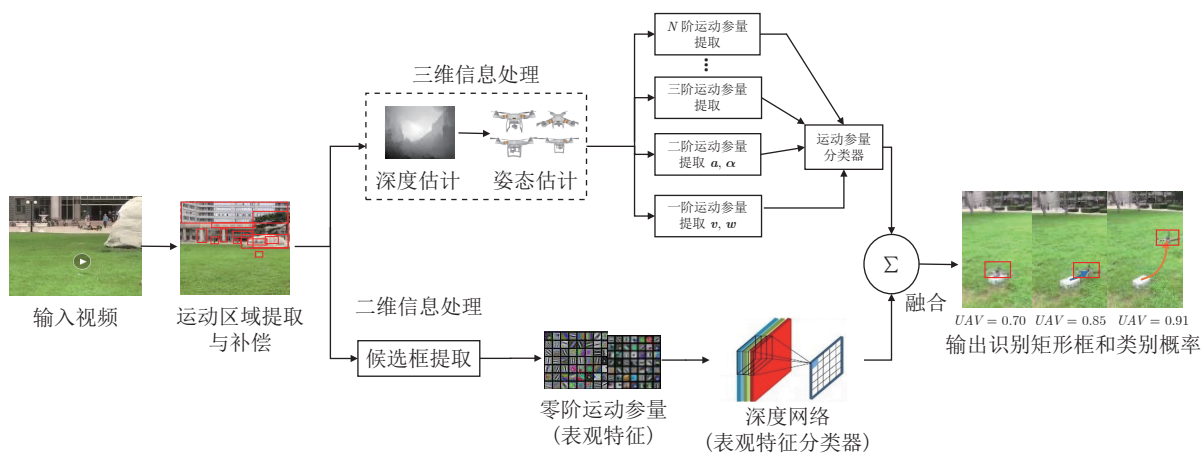 N 阶运动参量
提取
三阶运动参量
提取
二阶运动参量
提取 a, α
一阶运动参量
提取 v, w
运动参量
分类器
三维信息处理
深度估计
姿态估计
输入视频
运动区域提取
与补偿
二维信息处理
候选框提取
零阶运动参量
(表观特征)
深度网络
(表观特征分类器)
Σ
融合
UAV = 0.70
UAV = 0.85
UAV = 0.91
输出识别矩形框和类别概率